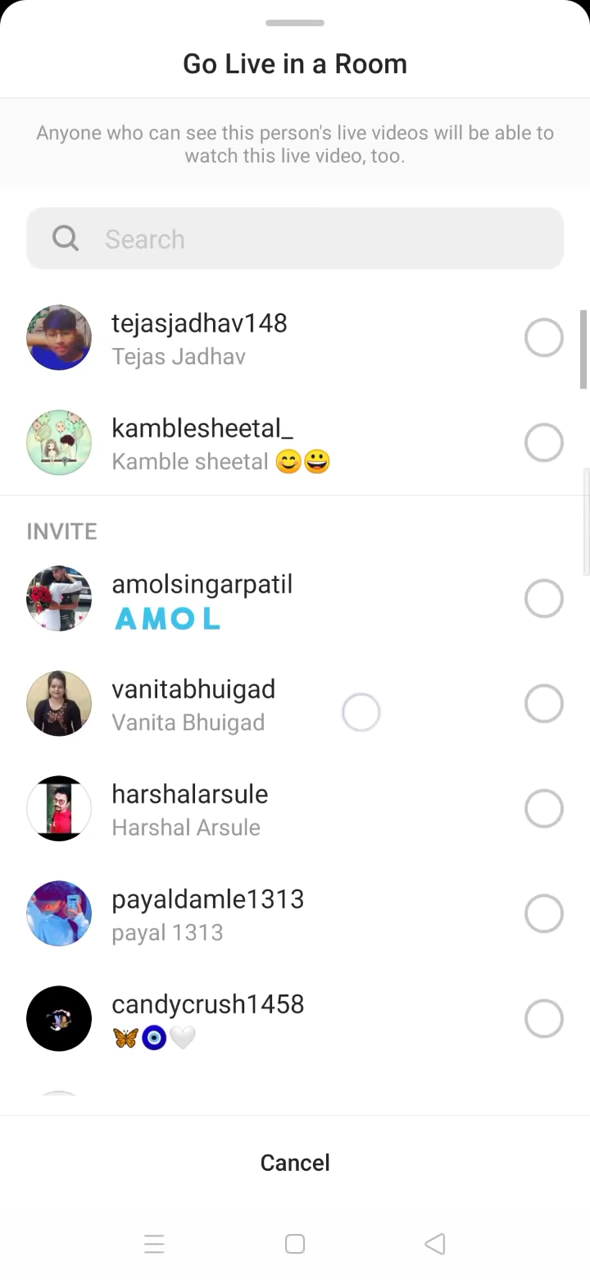 Go Live in a Room
Anyone who can see this person's live videos will be able to
watch this live video, too.
Search
tejasjadhav148
Tejas Jadhav
kamblesheetal_
Kamble sheetal 😊😀
INVITE
amolsingarpatil
AMOL
vanitabhuigad
Vanita Bhuigad
harshalarsule
Harshal Arsule
payaldamle1313
payal 1313
candycrush1458
🦋🧿🤍
Cancel